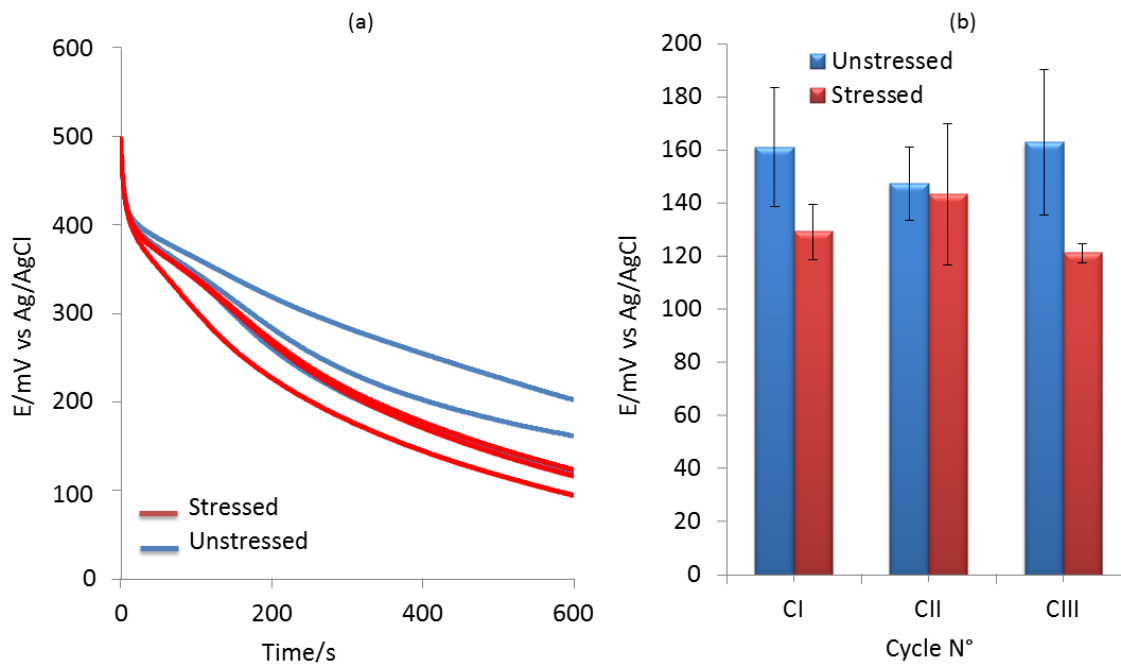 (a)
600
500
400
300
200
100
0
E/mV vs Ag/AgCl
Stressed
Unstressed
0
200
400
600
Time/s
(b)
200
180
160
140
120
100
80
60
40
20
0
E/mV vs Ag/AgCl
Unstressed
Stressed
CI
CII
CIII
Cycle N°